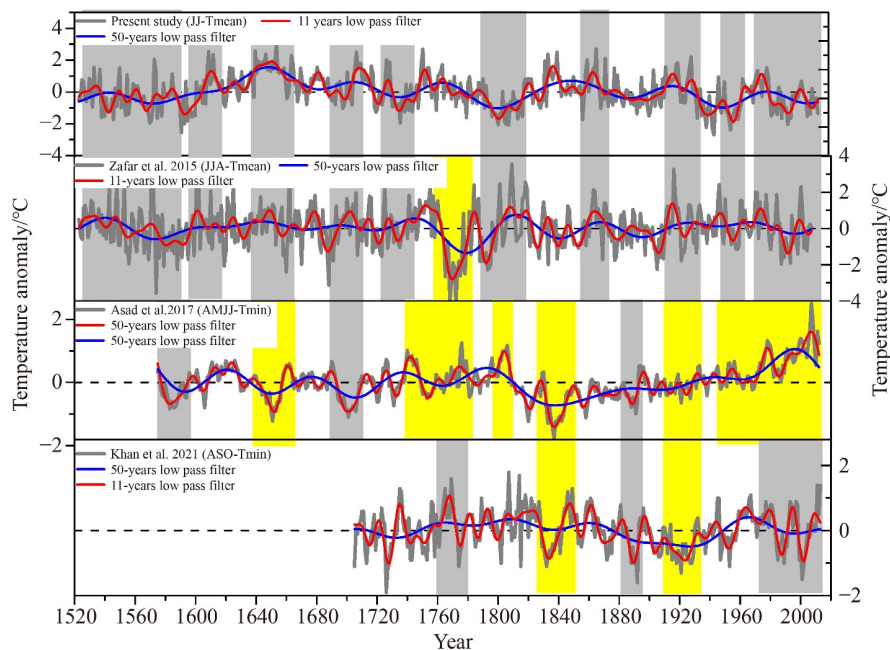 Present study (JJ-Tmean) 11 years low pass filter
50-years low pass filter
4
2
0
−2
−4
Zafar et al. 2015 (JJA-Tmean) 50-years low pass filter
11-years low pass filter
4
2
0
−2
−4
Temperature anomaly/°C
Temperature anomaly/°C
Asad et al.2017 (AMJJ-Tmin)
50-years low pass filter
50-years low pass filter
2
0
−2
Khan et al. 2021 (ASO-Tmin)
50-years low pass filter
11-years low pass filter
2
0
−2
1520 1560 1600 1640 1680 1720 1760 1800 1840 1880 1920 1960 2000
Year